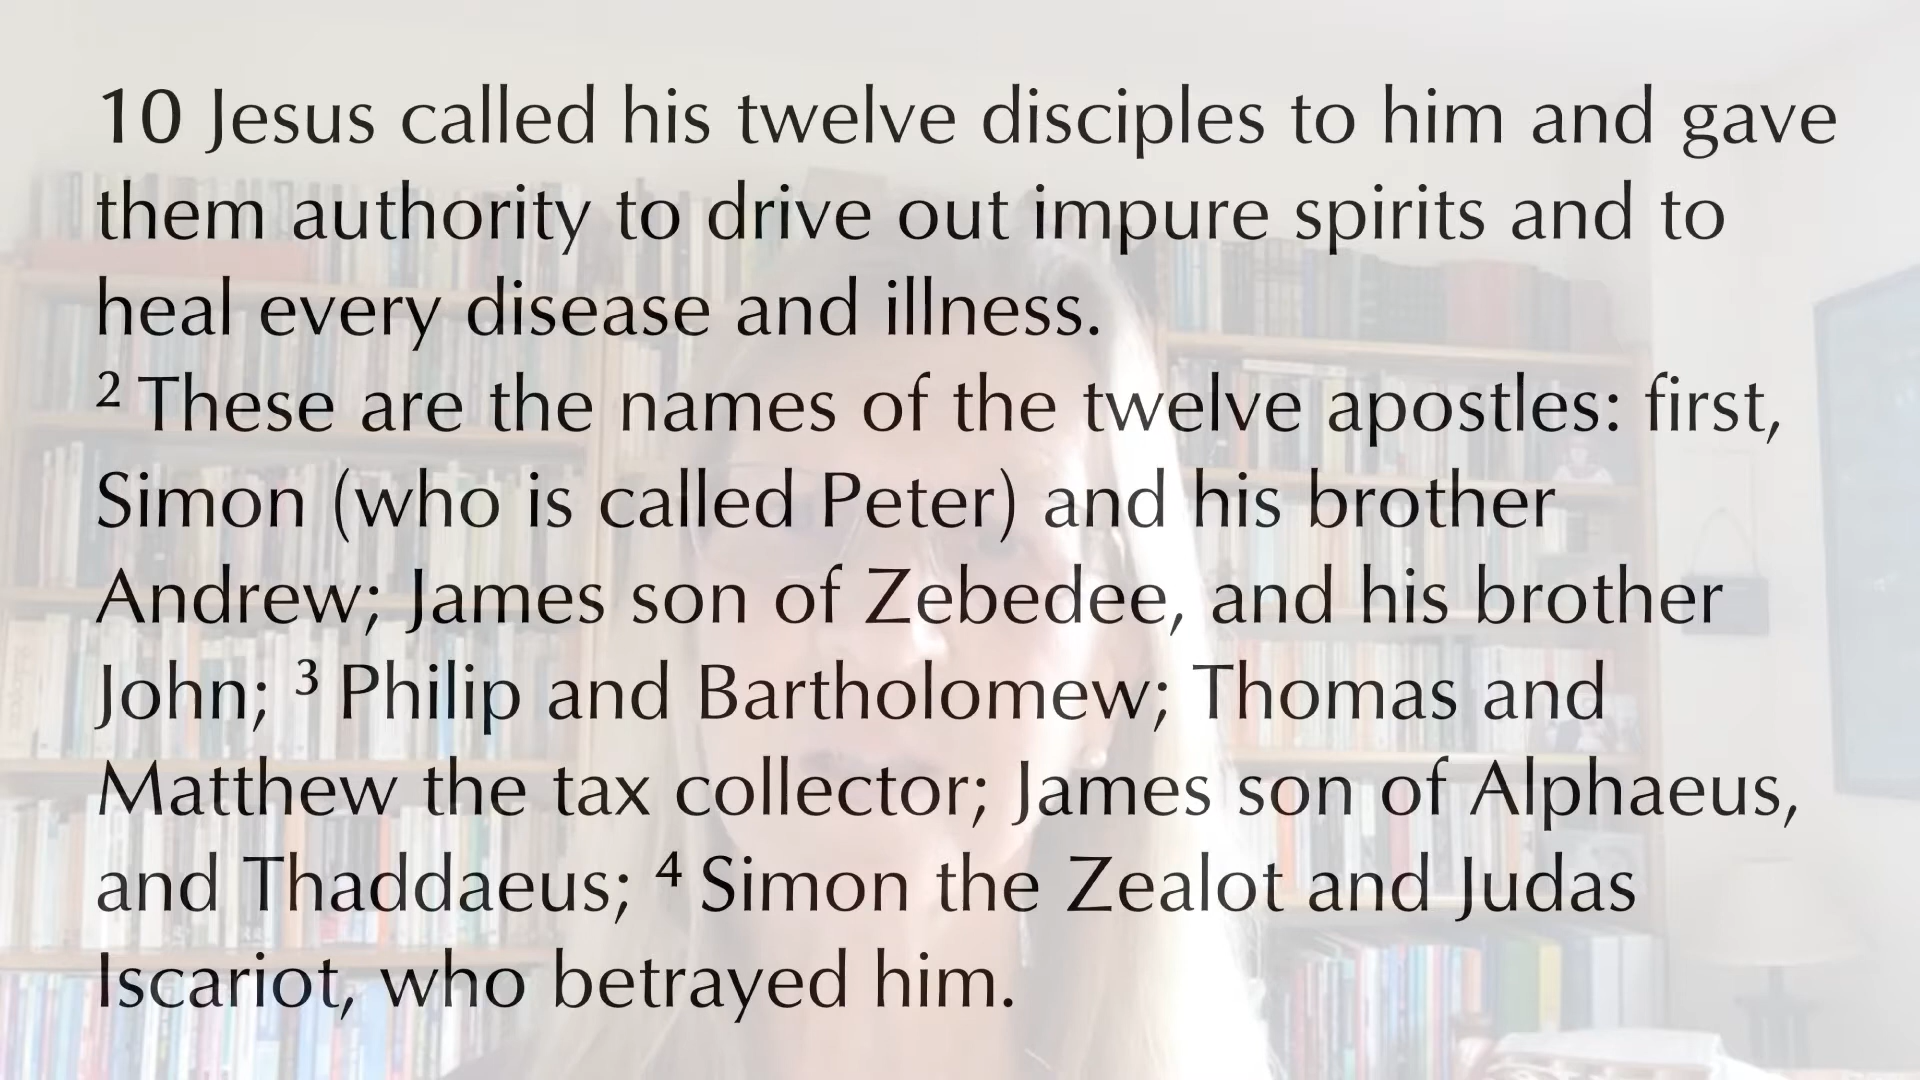 10 Jesus called his twelve disciples to him and gave
them authority to drive out impure spirits and to
heal every disease and illness.
² These are the names of the twelve apostles: first,
Simon (who is called Peter) and his brother
Andrew; James son of Zebedee, and his brother
John; ³ Philip and Bartholomew; Thomas and
Matthew the tax collector; James son of Alphaeus,
and Thaddaeus; ⁴ Simon the Zealot and Judas
Iscariot, who betrayed him.